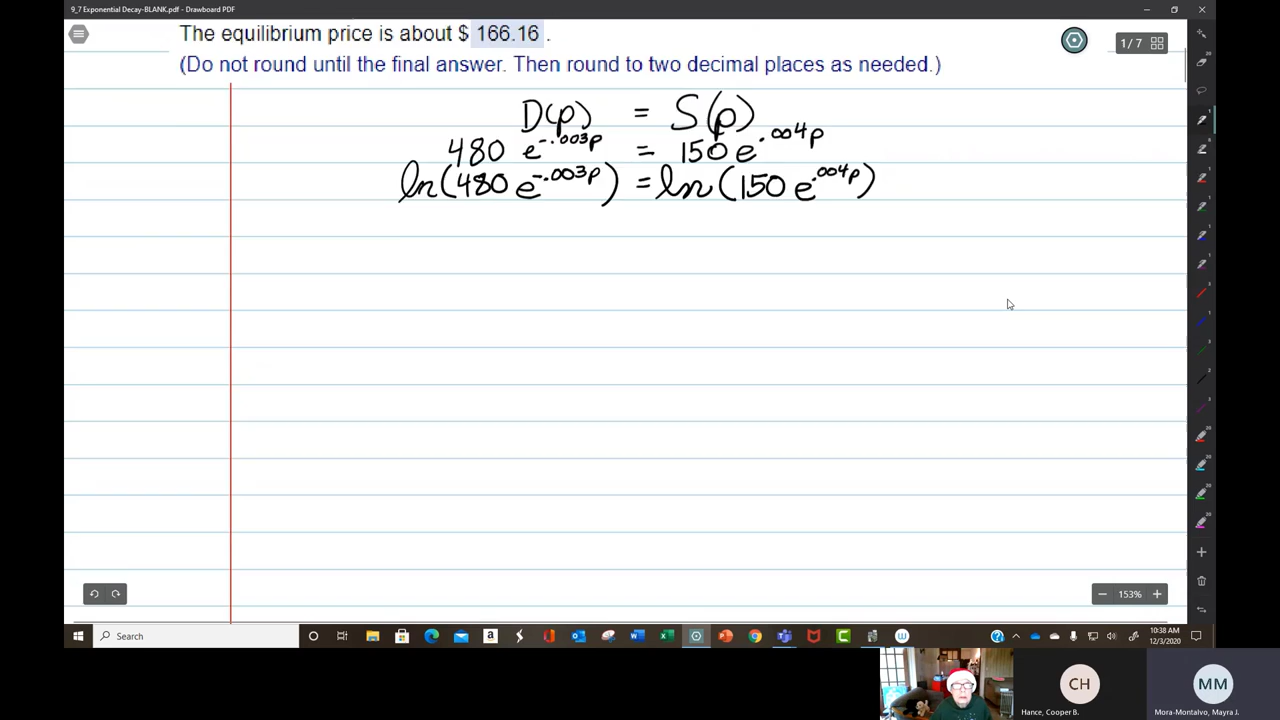 9_7 Exponential Decay-BLANK.pdf - Drawboard PDF
The equilibrium price is about $ 166.16 .
1/7
(Do not round until the final answer. Then round to two decimal places as needed.)
D(p) = S(p)
480 e^-.003p = 150 e^.004p
ln(480 e^-.003p) = ln(150 e^.004p)
153%
Search
10:38 AM
12/3/2020
CH
MM
Hance, Cooper B.
Mora-Montalvo, Mayra J.